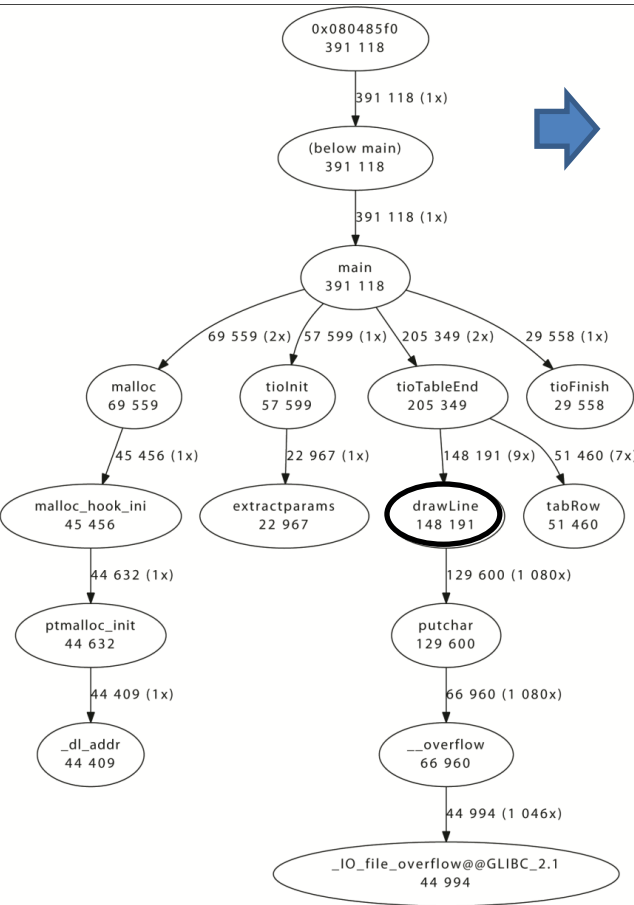 0x080485f0
391 118
391 118 (1x)
(below main)
391 118
391 118 (1x)
main
391 118
69 559 (2x)
57 599 (1x)
205 349 (2x)
29 558 (1x)
malloc
69 559
tioInit
57 599
tioTableEnd
205 349
tioFinish
29 558
45 456 (1x)
22 967 (1x)
148 191 (9x)
51 460 (7x)
malloc_hook_ini
45 456
extractparams
22 967
drawLine
148 191
tabRow
51 460
44 632 (1x)
129 600 (1 080x)
ptmalloc_init
44 632
putchar
129 600
44 409 (1x)
66 960 (1 080x)
_dl_addr
44 409
__overflow
66 960
44 994 (1 046x)
_IO_file_overflow@@GLIBC_2.1
44 994